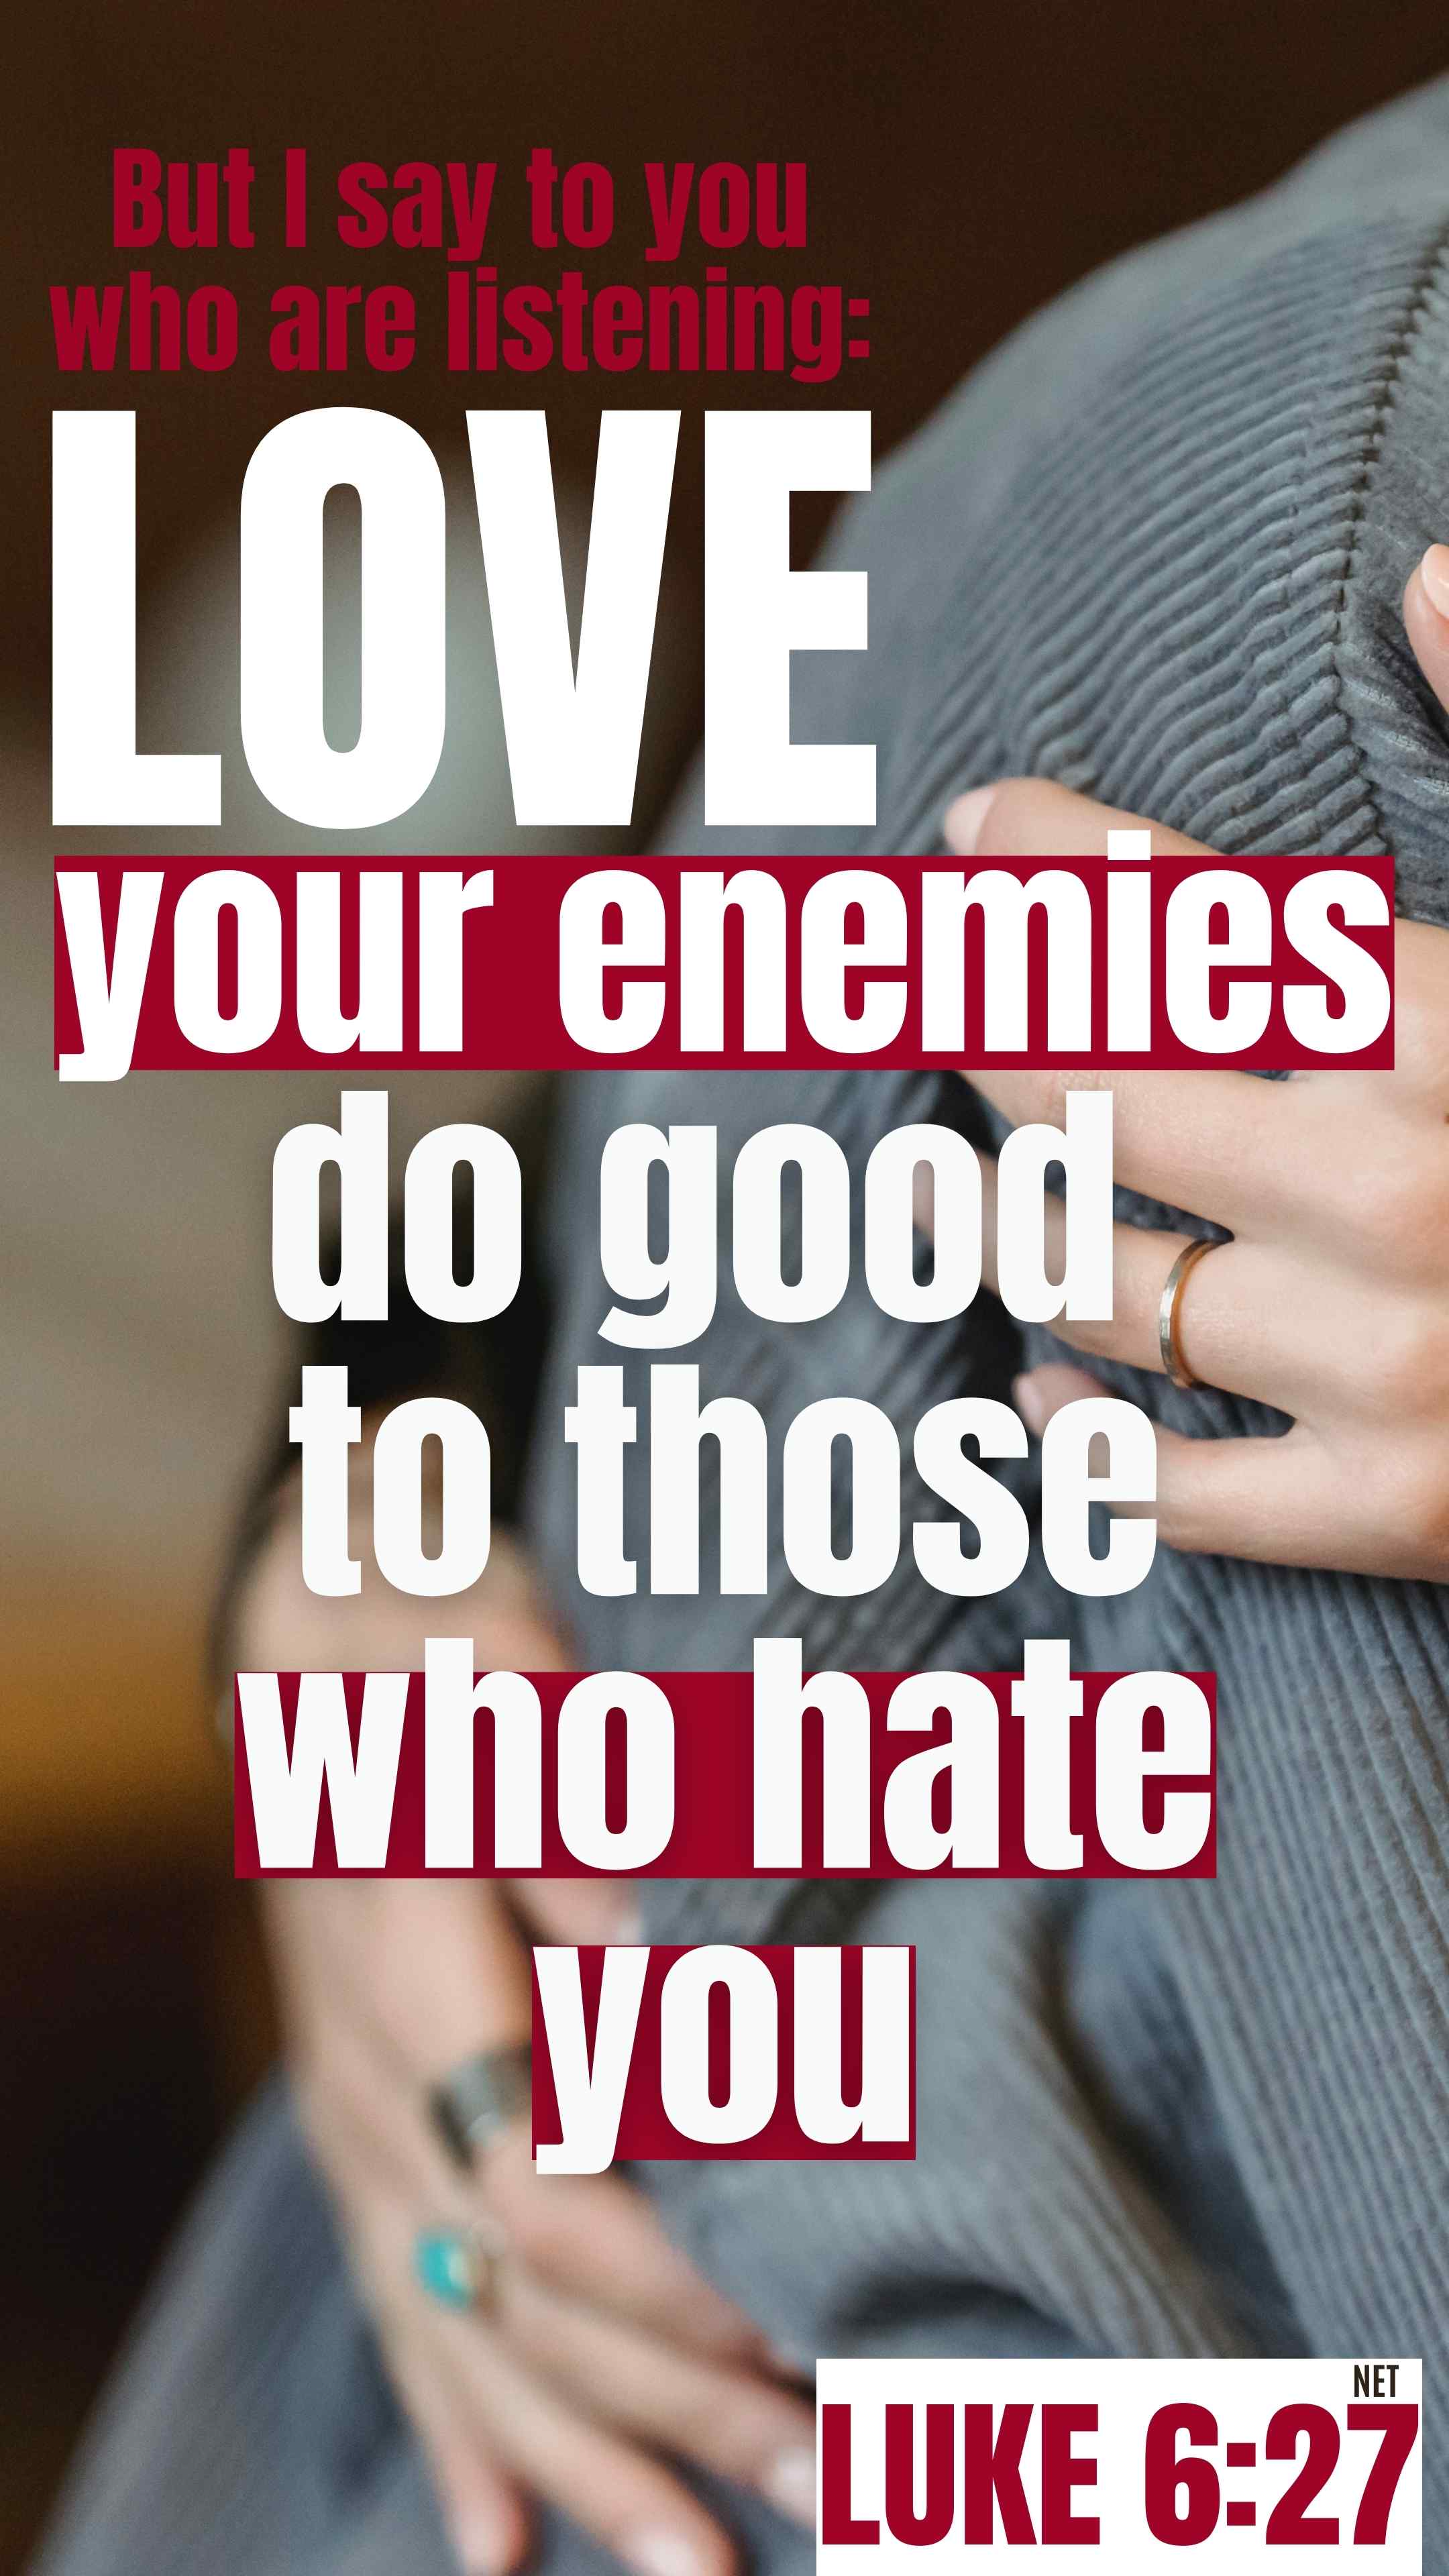 But I say to you
who are listening:
LOVE
your enemies
do good
to those
who hate
you
NET
LUKE 6:27